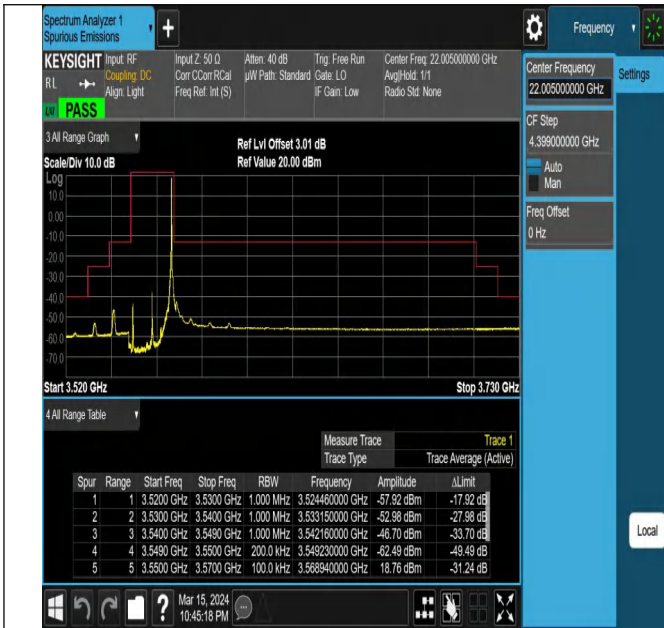 Spectrum Analyzer 1
Spurious Emissions
Frequency
KEYSIGHT Input: RF Input Z: 50 Ω Atten: 40 dB Trig: Free Run Center Freq: 22.005000000 GHz
RL Coupling: DC Corr CCorr RCal µW Path: Standard Gate: LO Avg|Hold: 1/1
Align: Light Freq Ref: Int (S) IF Gain: Low Radio Std: None
PASS
Center Frequency
22.005000000 GHz
Settings
CF Step
4.399000000 GHz
Auto
Man
Freq Offset
0 Hz
Local
3 All Range Graph
Ref Lvl Offset 3.01 dB
Scale/Div 10.0 dB Ref Value 20.00 dBm
Log
10.0
0.00
-10.0
-20.0
-30.0
-40.0
-50.0
-60.0
-70.0
Start 3.520 GHz Stop 3.730 GHz
4 All Range Table
Measure Trace Trace 1
Trace Type Trace Average (Active)
Spur Range Start Freq Stop Freq RBW Frequency Amplitude ΔLimit
1 1 3.5200 GHz 3.5300 GHz 1.000 MHz 3.524460000 GHz -57.92 dBm -17.92 dB
2 2 3.5300 GHz 3.5400 GHz 1.000 MHz 3.533150000 GHz -52.98 dBm -27.98 dB
3 3 3.5400 GHz 3.5490 GHz 1.000 MHz 3.542160000 GHz -46.70 dBm -33.70 dB
4 4 3.5490 GHz 3.5500 GHz 200.0 kHz 3.549230000 GHz -62.49 dBm -49.49 dB
5 5 3.5500 GHz 3.5700 GHz 100.0 kHz 3.568940000 GHz 18.76 dBm -31.24 dB
Mar 15, 2024
10:45:18 PM